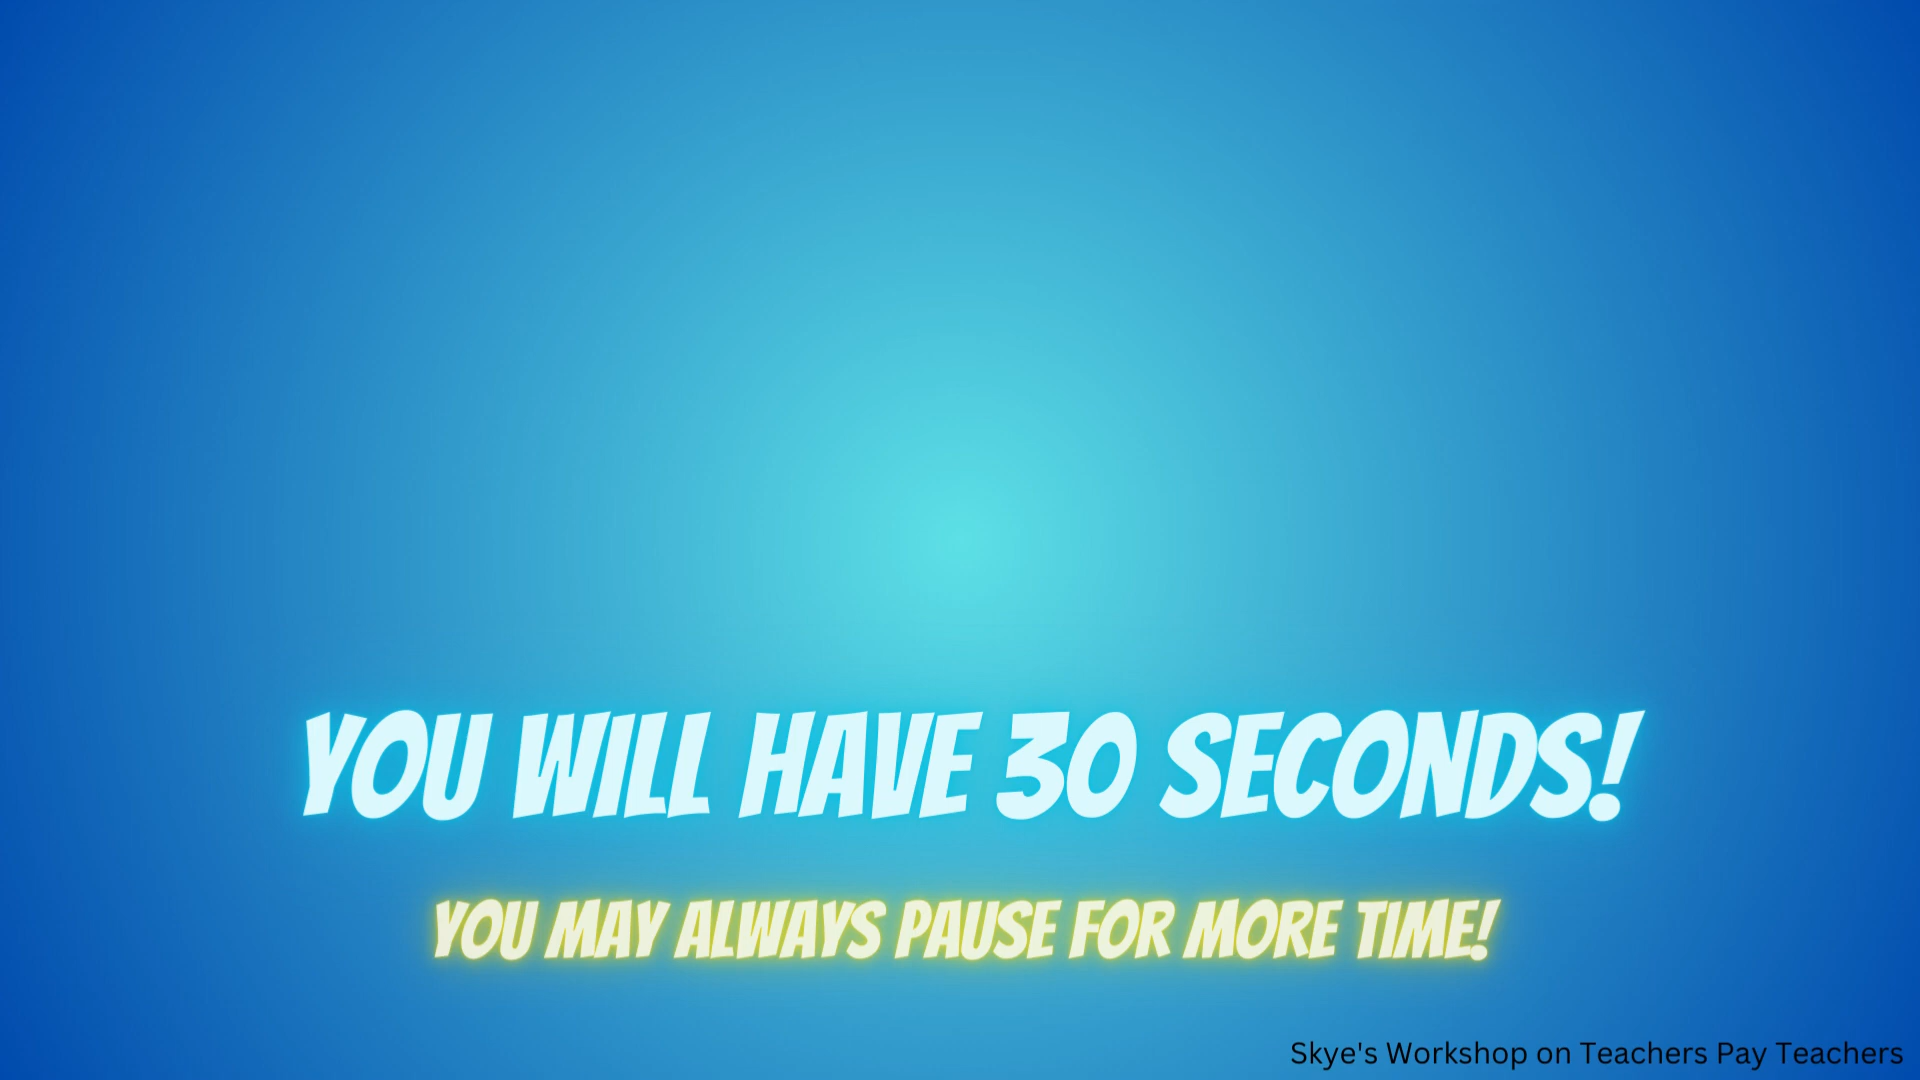 YOU WILL HAVE 30 SECONDS!
YOU MAY ALWAYS PAUSE FOR MORE TIME!
Skye's Workshop on Teachers Pay Teachers